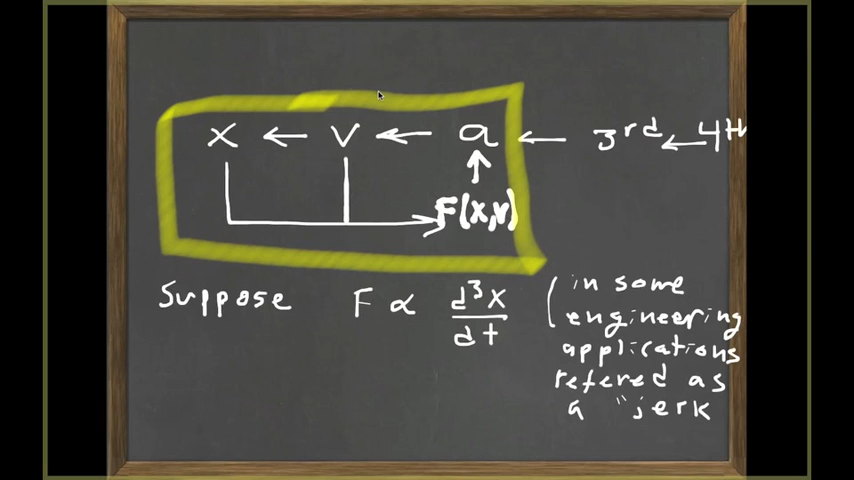 x ← v ← a ← 3rd ← 4th
F(x,v)
Suppose F ∝ d³x/dt (in some
engineering
applications
refered as
a "jerk